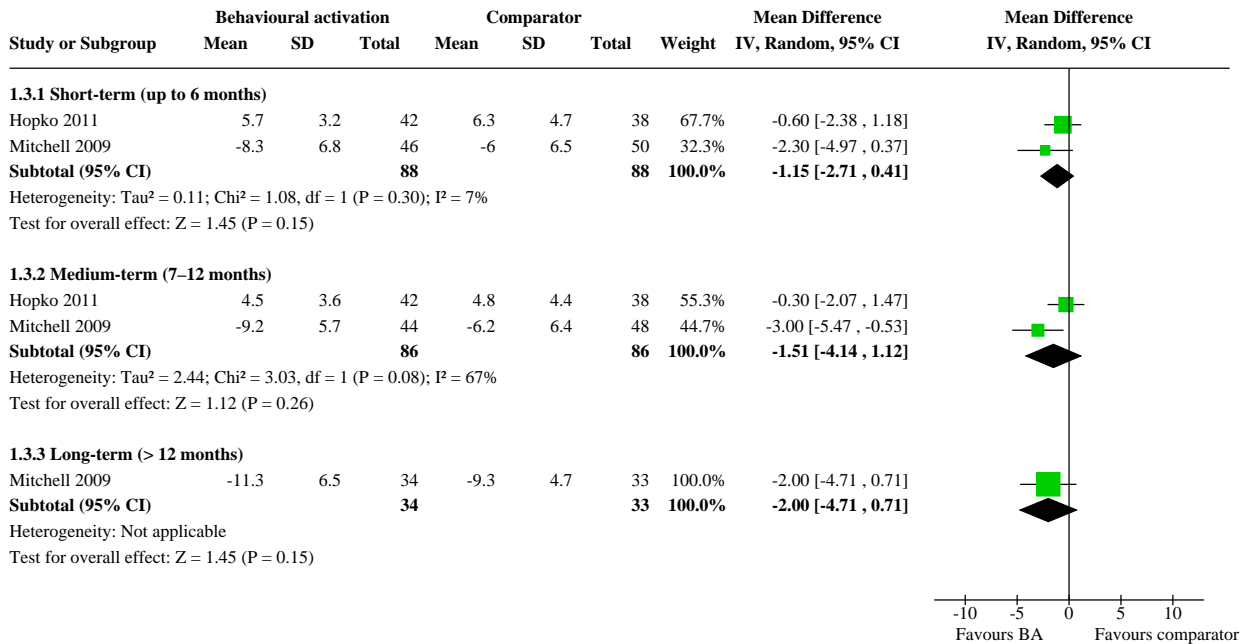 Behavioural activation Comparator Mean Difference Mean Difference
Study or Subgroup Mean SD Total Mean SD Total Weight IV, Random, 95% CI IV, Random, 95% CI
1.3.1 Short-term (up to 6 months)
Hopko 2011 5.7 3.2 42 6.3 4.7 38 67.7% -0.60 [-2.38 , 1.18]
Mitchell 2009 -8.3 6.8 46 -6 6.5 50 32.3% -2.30 [-4.97 , 0.37]
Subtotal (95% CI) 88 88 100.0% -1.15 [-2.71 , 0.41]
Heterogeneity: Tau² = 0.11; Chi² = 1.08, df = 1 (P = 0.30); I² = 7%
Test for overall effect: Z = 1.45 (P = 0.15)
1.3.2 Medium-term (7–12 months)
Hopko 2011 4.5 3.6 42 4.8 4.4 38 55.3% -0.30 [-2.07 , 1.47]
Mitchell 2009 -9.2 5.7 44 -6.2 6.4 48 44.7% -3.00 [-5.47 , -0.53]
Subtotal (95% CI) 86 86 100.0% -1.51 [-4.14 , 1.12]
Heterogeneity: Tau² = 2.44; Chi² = 3.03, df = 1 (P = 0.08); I² = 67%
Test for overall effect: Z = 1.12 (P = 0.26)
1.3.3 Long-term (> 12 months)
Mitchell 2009 -11.3 6.5 34 -9.3 4.7 33 100.0% -2.00 [-4.71 , 0.71]
Subtotal (95% CI) 34 33 100.0% -2.00 [-4.71 , 0.71]
Heterogeneity: Not applicable
Test for overall effect: Z = 1.45 (P = 0.15)
-10 -5 0 5 10
Favours BA Favours comparator